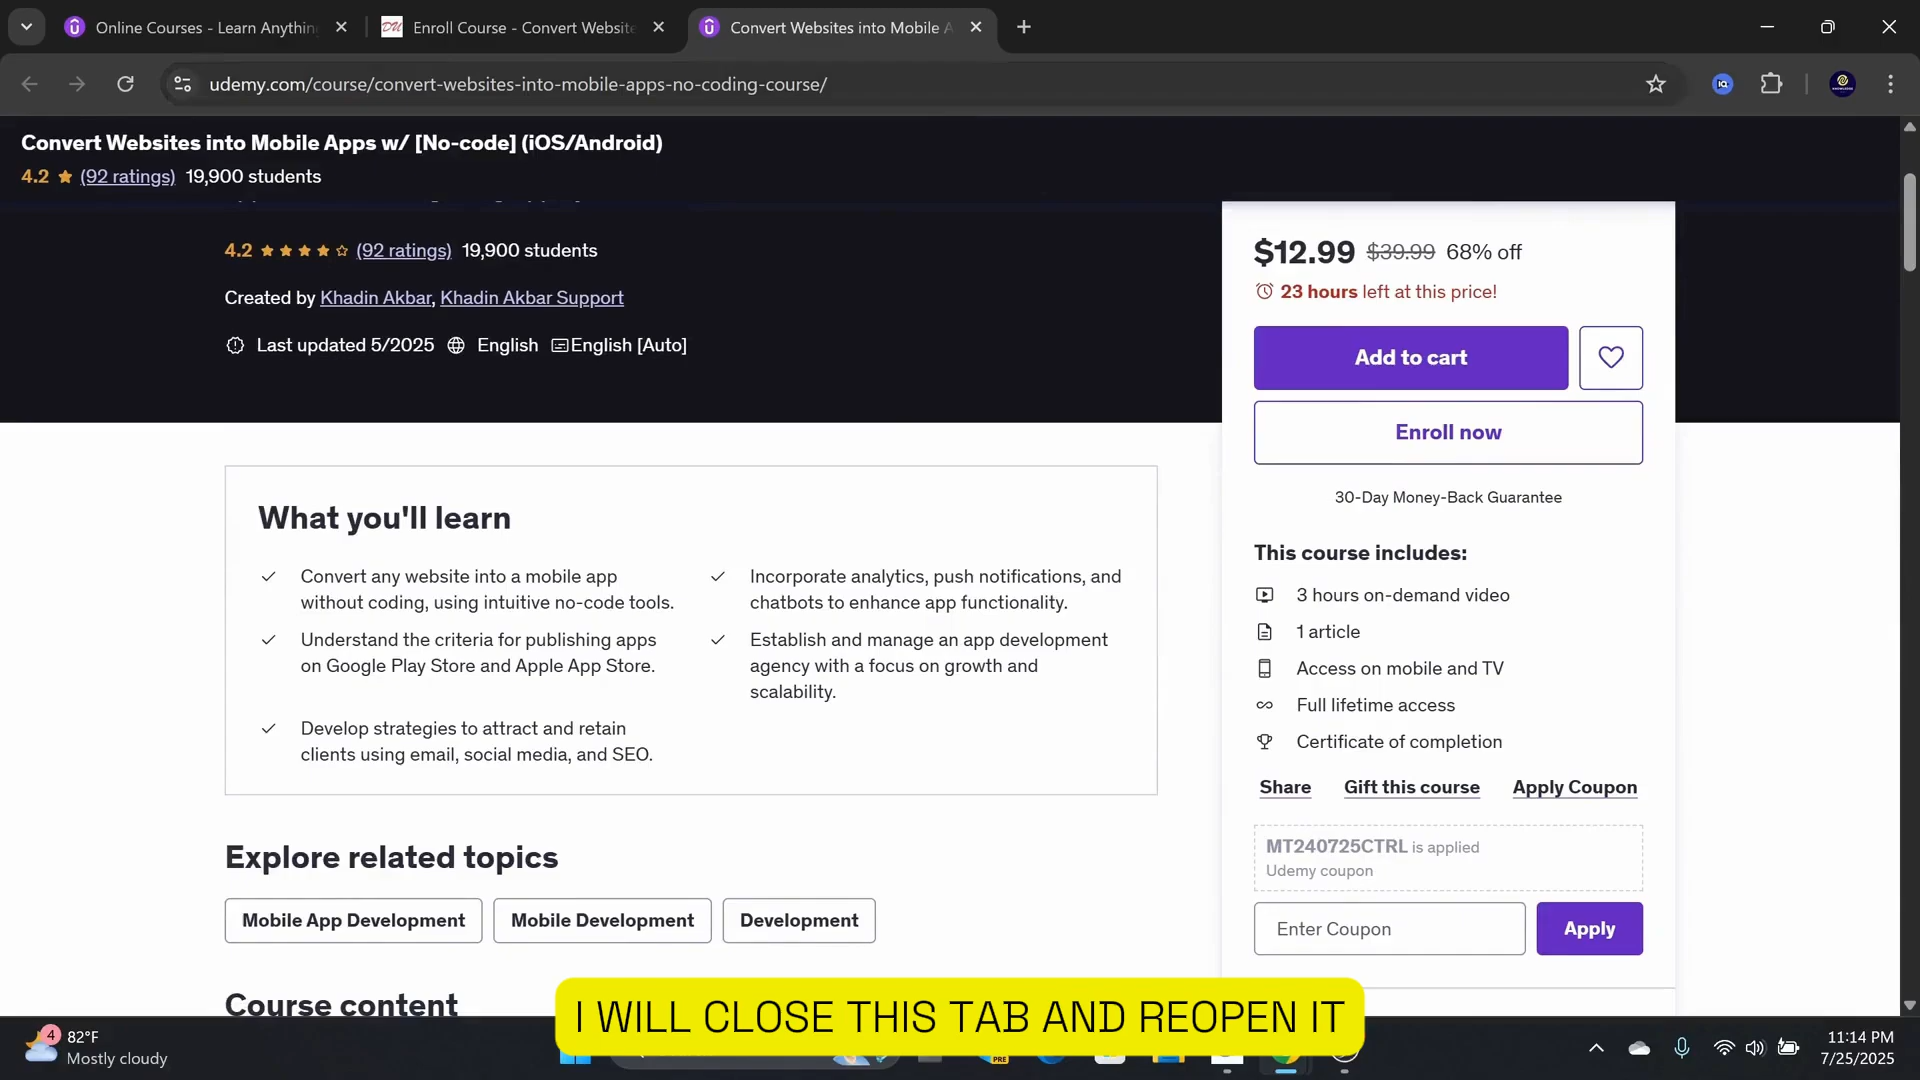 Online Courses - Learn Anythin
DU
Enroll Course - Convert Website
Convert Websites into Mobile A
udemy.com/course/convert-websites-into-mobile-apps-no-coding-course/
IQ
Convert Websites into Mobile Apps w/ [No-code] (iOS/Android)
4.2 (92 ratings) 19,900 students
4.2 (92 ratings) 19,900 students
Created by Khadin Akbar, Khadin Akbar Support
Last updated 5/2025 English English [Auto]
$12.99 $39.99 68% off
23 hours left at this price!
Add to cart
Enroll now
30-Day Money-Back Guarantee
This course includes:
3 hours on-demand video
1 article
Access on mobile and TV
Full lifetime access
Certificate of completion
Share Gift this course Apply Coupon
MT240725CTRL is applied
Udemy coupon
Enter Coupon
Apply
What you'll learn
Convert any website into a mobile app
without coding, using intuitive no-code tools.
Incorporate analytics, push notifications, and
chatbots to enhance app functionality.
Understand the criteria for publishing apps
on Google Play Store and Apple App Store.
Establish and manage an app development
agency with a focus on growth and
scalability.
Develop strategies to attract and retain
clients using email, social media, and SEO.
Explore related topics
Mobile App Development
Mobile Development
Development
Course content
I WILL CLOSE THIS TAB AND REOPEN IT
4
82°F
Mostly cloudy
PRE
11:14 PM
7/25/2025